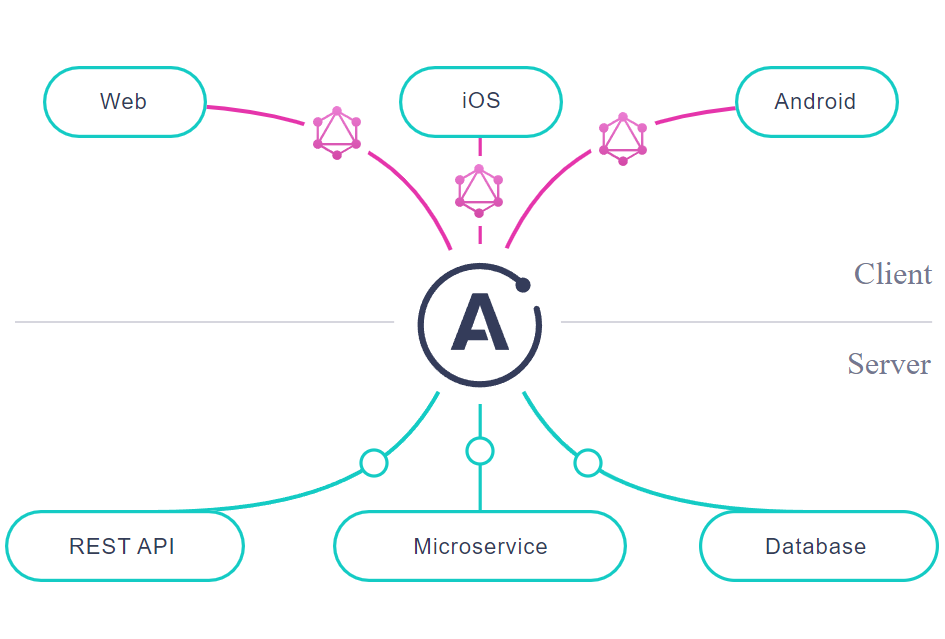 Web
iOS
Android
Client
A
Server
REST API
Microservice
Database